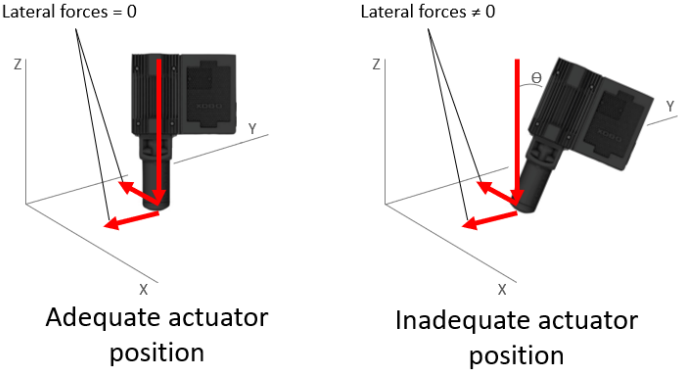 Lateral forces = 0
Z
Y
X
Adequate actuator
position
Lateral forces ≠ 0
Z
ϴ
Y
X
Inadequate actuator
position